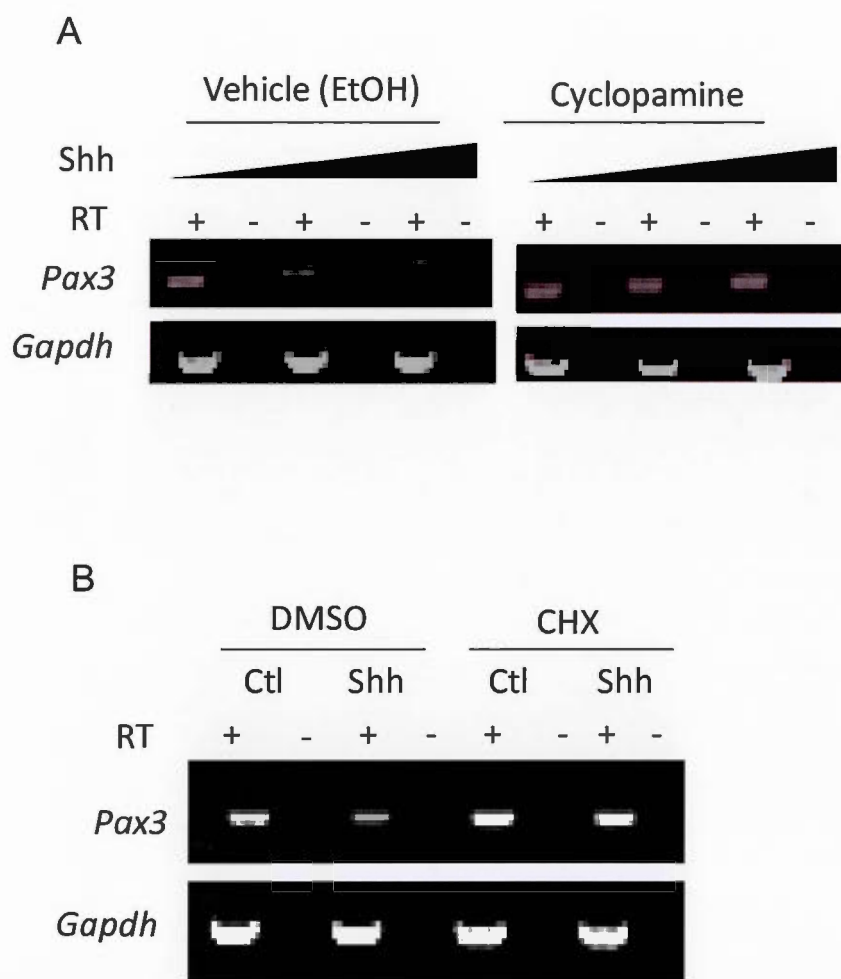 A
Vehicle (EtOH) Cyclopamine
Shh
RT + - + - + - + - + - + -
Pax3
Gapdh
B
DMSO CHX
Ctl Shh Ctl Shh
RT + - + - + - + -
Pax3
Gapdh